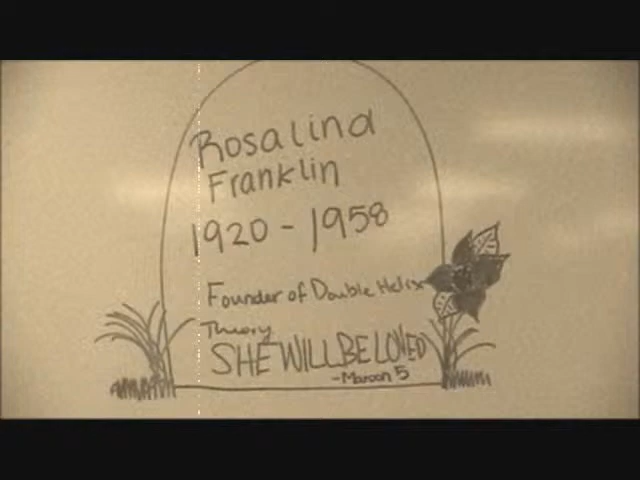 Rosalind
Franklin
1920 - 1958
Founder of Double Helix
Theory
SHE WILL BE LOVED
-Maroon 5